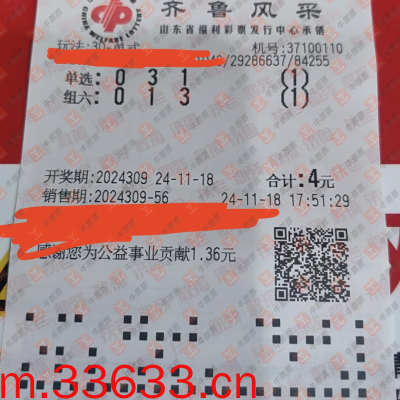 CHINA WELFARE LOTTERY
齐鲁风采
山东省福利彩票发行中心承销
玩法:3D-单式
机号:37100110
/29286637/84255
单选:0 3 1 (1)
组六:0 1 3 (1)
开奖期:2024309 24-11-18 合计:4元
销售期:2024309-56 24-11-18 17:51:29
感谢您为公益事业贡献1.36元
m.33633.cn